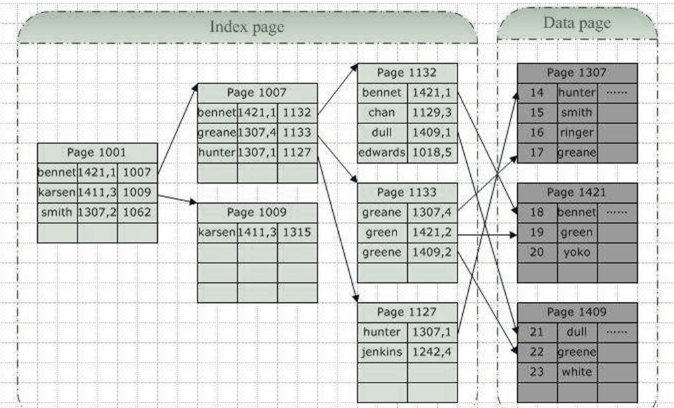 Index page
Data page
Page 1001
bennet 1421,1 1007
karsen 1411,3 1009
smith 1307,2 1062
Page 1007
bennet 1421,1 1132
greane 1307,4 1133
hunter 1307,1 1127
Page 1009
karsen 1411,3 1315
Page 1132
bennet 1421,1
chan 1129,3
dull 1409,1
edwards 1018,5
Page 1133
greane 1307,4
green 1421,2
greene 1409,2
Page 1127
hunter 1307,1
jenkins 1242,4
Page 1307
14 hunter ······
15 smith
16 ringer
17 greane
Page 1421
18 bennet ······
19 green
20 yoko
Page 1409
21 dull ······
22 greene
23 white